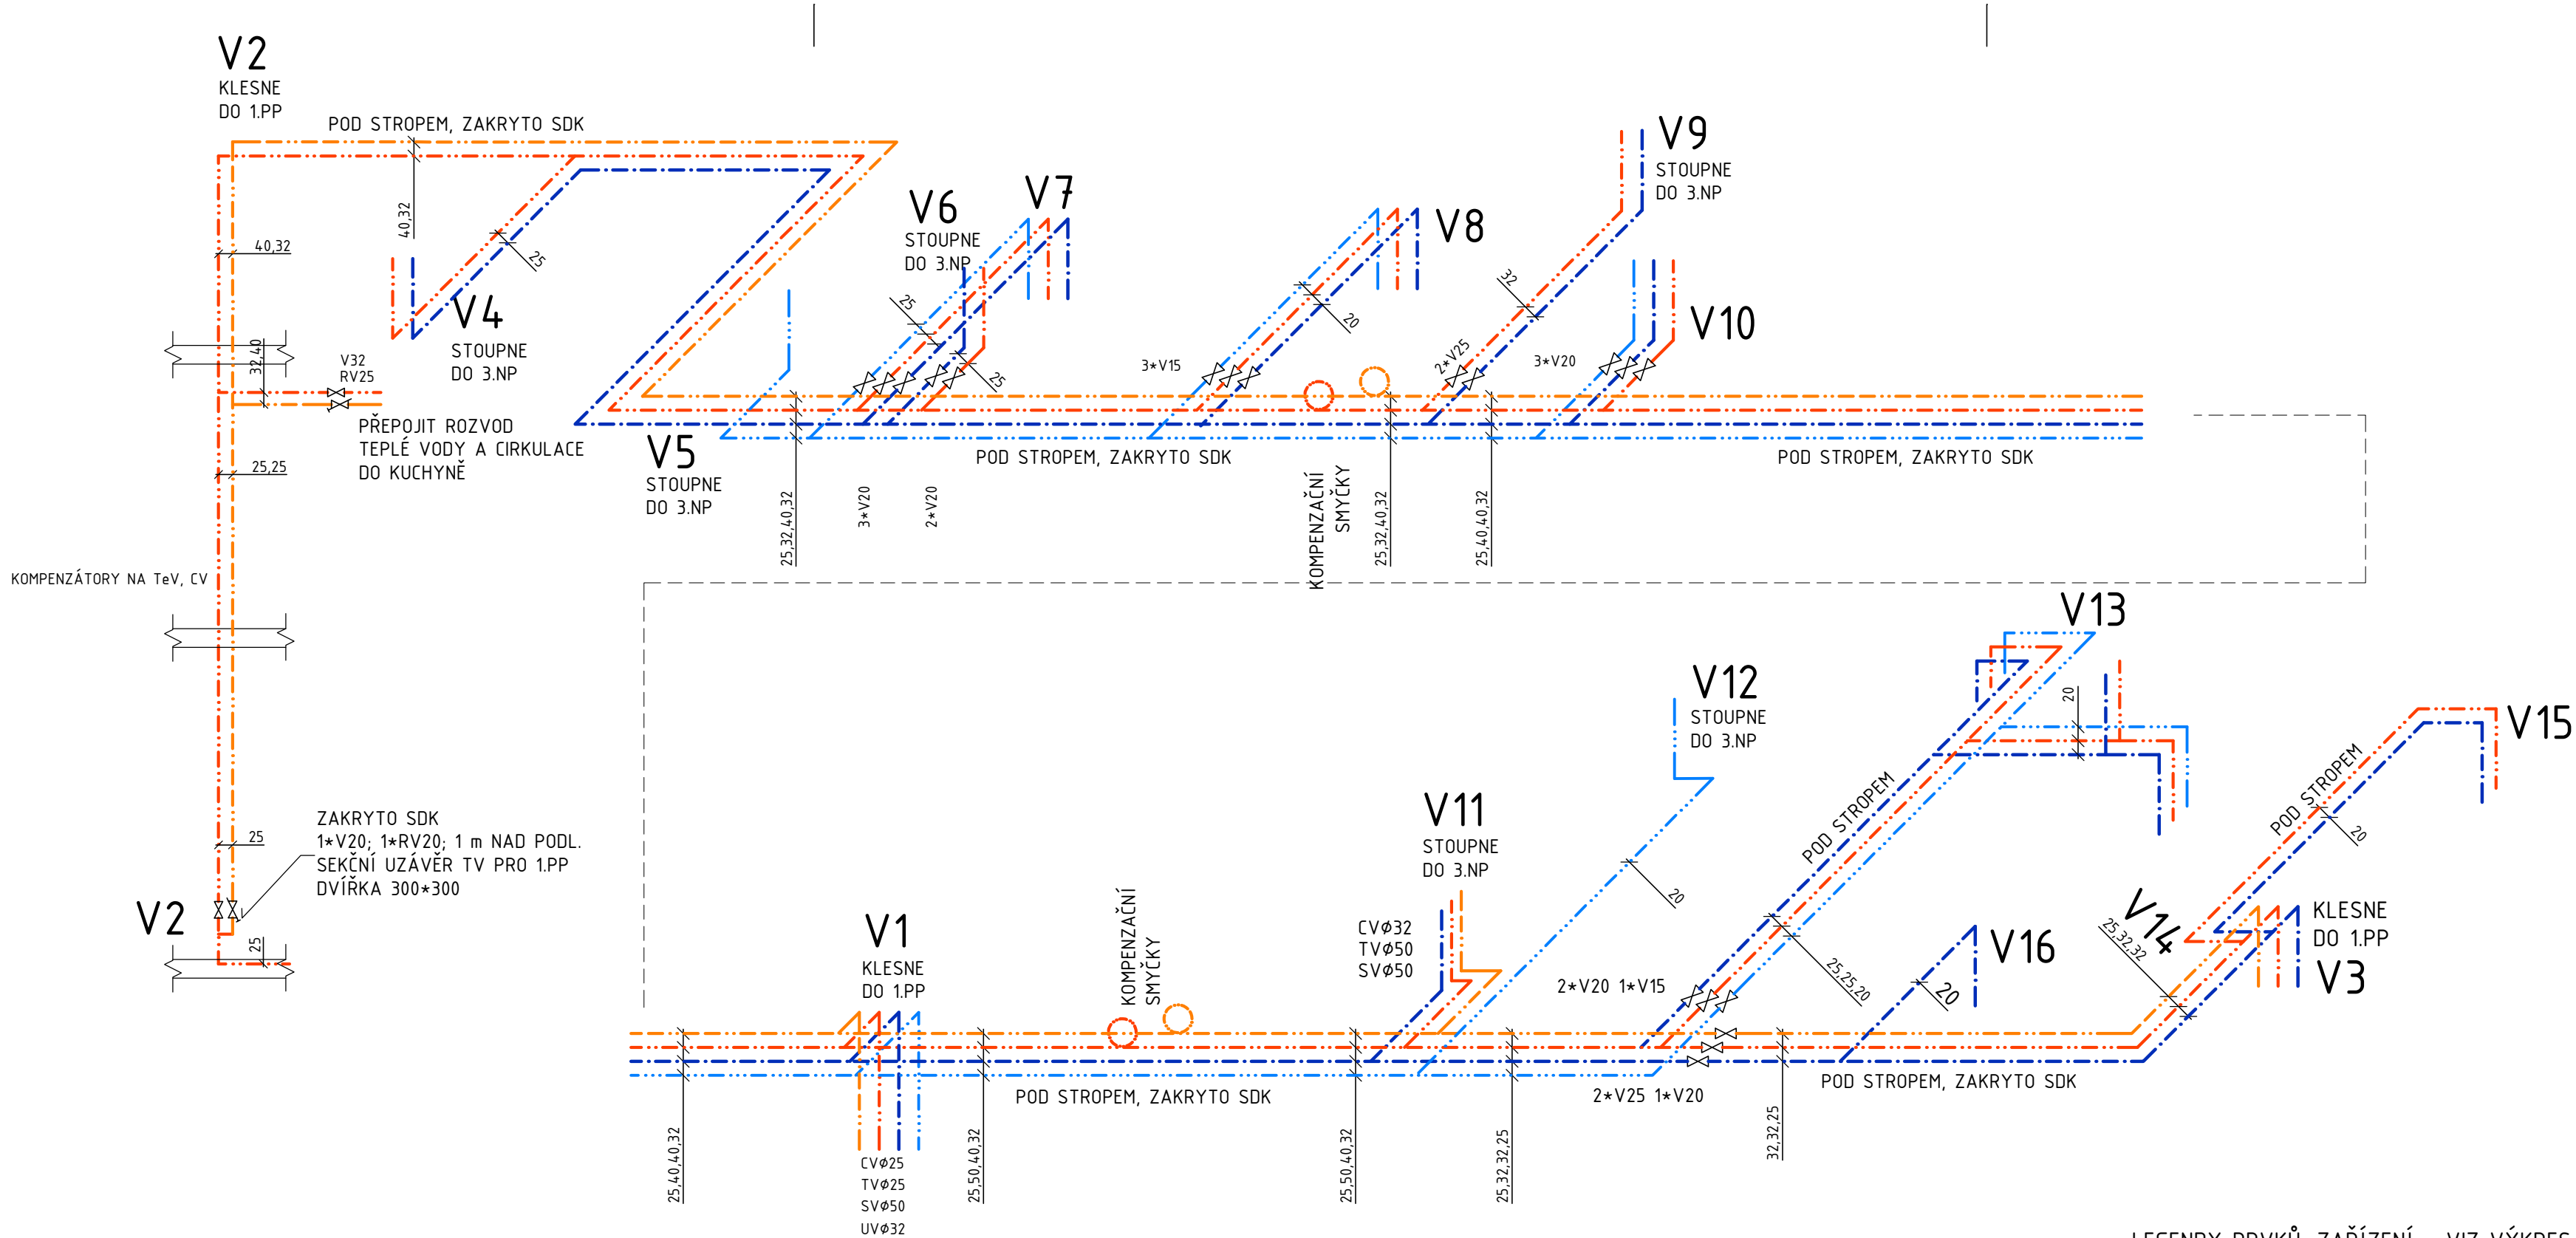 V2
KLESNE
DO 1.PP
POD STROPEM, ZAKRYTO SDK
40,32
40,32
25
V4
STOUPNE
DO 3.NP
32,40
V32
RV25
PŘEPOJIT ROZVOD
TEPLÉ VODY A CIRKULACE
DO KUCHYNĚ
25,25
KOMPENZÁTORY NA TeV, CV
25
ZAKRYTO SDK
1*V20; 1*RV20; 1 m NAD PODL.
SEKČNÍ UZÁVĚR TV PRO 1.PP
DVÍŘKA 300*300
V2
25
V5
STOUPNE
DO 3.NP
25,32,40,32
V6
STOUPNE
DO 3.NP
V7
25
25
3*V20
2*V20
POD STROPEM, ZAKRYTO SDK
3*V15
20
V8
KOMPENZAČNÍ
SMYČKY
25,32,40,32
25,40,40,32
V9
STOUPNE
DO 3.NP
32
2*V25
3*V20
V10
POD STROPEM, ZAKRYTO SDK
25,40,40,32
V1
KLESNE
DO 1.PP
CVø25
TVø25
SVø50
UVø32
25,50,40,32
KOMPENZAČNÍ
SMYČKY
POD STROPEM, ZAKRYTO SDK
25,50,40,32
V11
STOUPNE
DO 3.NP
CVø32
TVø50
SVø50
25,32,32,25
V12
STOUPNE
DO 3.NP
20
2*V20 1*V15
2*V25 1*V20
V13
20
POD STROPEM
25,25,20
32,32,25
V16
20
POD STROPEM, ZAKRYTO SDK
V14
25,32,32
POD STROPEM
20
V15
KLESNE
DO 1.PP
V3
LEGENDY PRVKŮ, ZAŘÍZENÍ - VIZ VÝKRES